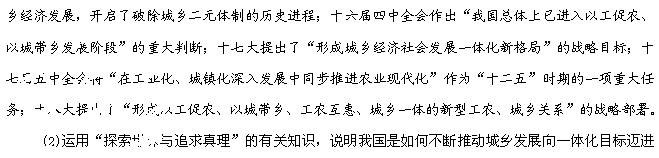 乡经济发展，开启了破除城乡二元体制的历史进程；十六届四中全会作出“我国总体上已进入以工促农、
以城带乡发展阶段”的重大判断；十七大提出了“形成城乡经济社会发展一体化新格局”的战略目标；十
七届五中全会将“在工业化、城镇化深入发展中同步推进农业现代化”作为“十二五”时期的一项重大任
务；十八大提出了“形成以工促农、以城带乡、工农互惠、城乡一体的新型工农、城乡关系”的战略部署。
(2)运用“探索世界与追求真理”的有关知识，说明我国是如何不断推动城乡发展向一体化目标迈进